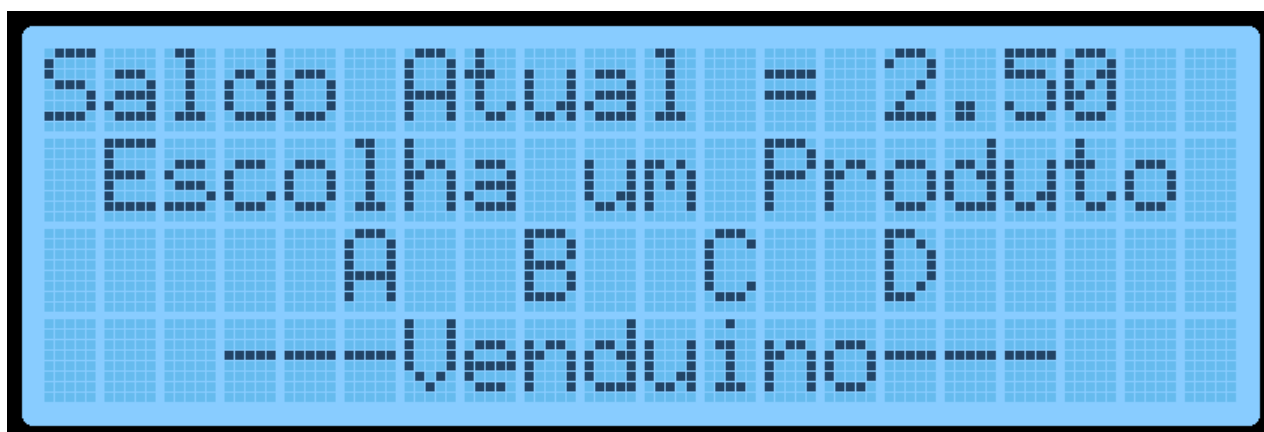 Saldo Atual = 2.50
Escolha um Produto
A  B  C  D
---Venduino---